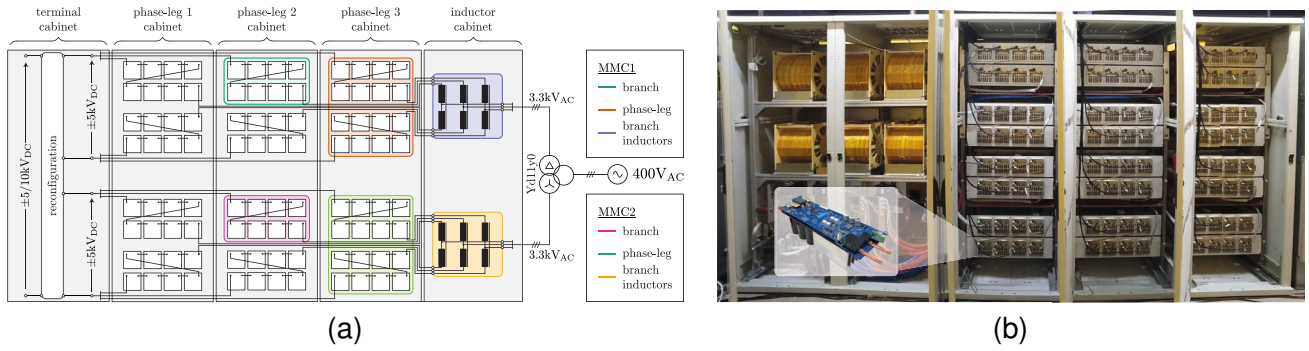 terminal cabinet
phase-leg 1 cabinet
phase-leg 2 cabinet
phase-leg 3 cabinet
inductor cabinet
±5/10kV_DC
reconfiguration
±5kV_DC
±5kV_DC
3.3kV_AC
3.3kV_AC
Yd11y0
400V_AC
MMC1
branch
phase-leg
branch
inductors
MMC2
branch
phase-leg
branch
inductors
(a)
(b)